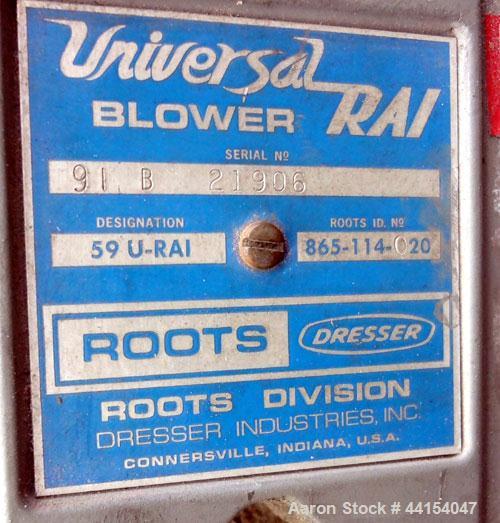 Universal RAI
BLOWER
SERIAL Nº
91 B 21906
DESIGNATION ROOTS ID. Nº
59 U-RAI 865-114-020
ROOTS DRESSER
ROOTS DIVISION
DRESSER INDUSTRIES, INC.
CONNERSVILLE, INDIANA, U.S.A.
Aaron Stock # 44154047